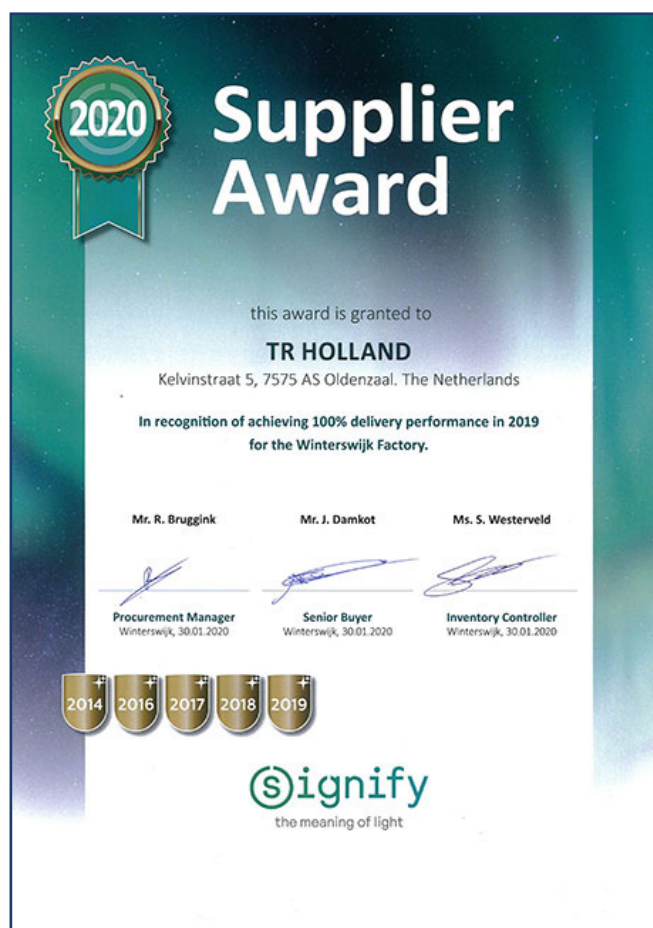 2020
Supplier
Award
this award is granted to
TR HOLLAND
Kelvinstraat 5, 7575 AS Oldenzaal. The Netherlands
In recognition of achieving 100% delivery performance in 2019
for the Winterswijk Factory.
Mr. R. Bruggink Mr. J. Damkot Ms. S. Westerveld
Procurement Manager Senior Buyer Inventory Controller
Winterswijk, 30.01.2020 Winterswijk, 30.01.2020 Winterswijk, 30.01.2020
2014 2016 2017 2018 2019
signify
the meaning of light